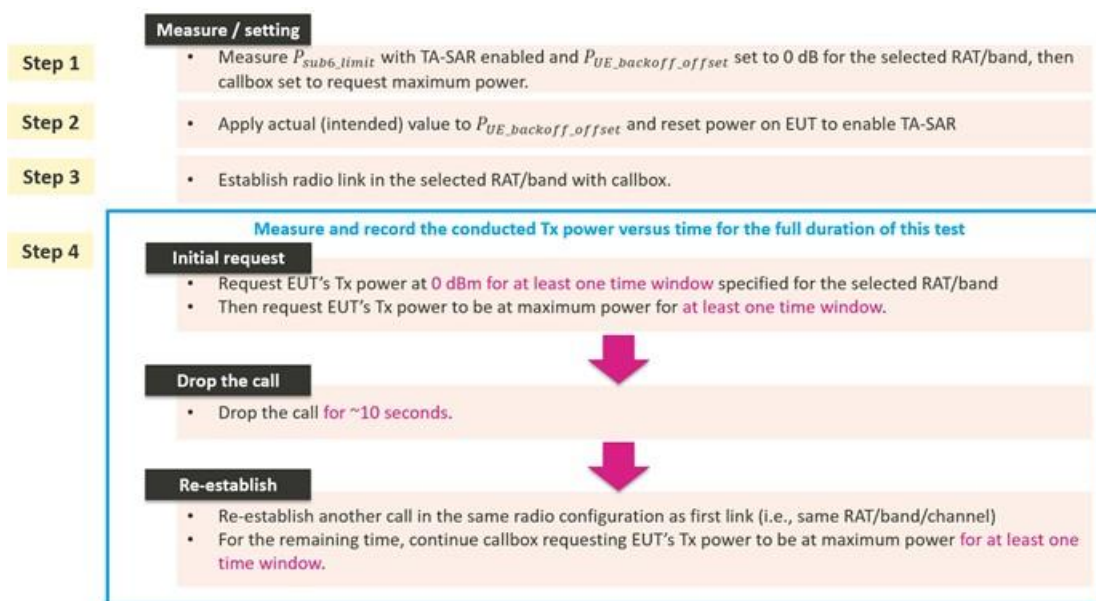 Measure / setting
Step 1
• Measure P_sub6_limit with TA-SAR enabled and P_UE_backoff_offset set to 0 dB for the selected RAT/band, then
callbox set to request maximum power.
Step 2
• Apply actual (intended) value to P_UE_backoff_offset and reset power on EUT to enable TA-SAR
Step 3
• Establish radio link in the selected RAT/band with callbox.
Step 4
Measure and record the conducted Tx power versus time for the full duration of this test
Initial request
• Request EUT's Tx power at 0 dBm for at least one time window specified for the selected RAT/band
• Then request EUT's Tx power to be at maximum power for at least one time window.
Drop the call
• Drop the call for ~10 seconds.
Re-establish
• Re-establish another call in the same radio configuration as first link (i.e., same RAT/band/channel)
• For the remaining time, continue callbox requesting EUT's Tx power to be at maximum power for at least one
time window.